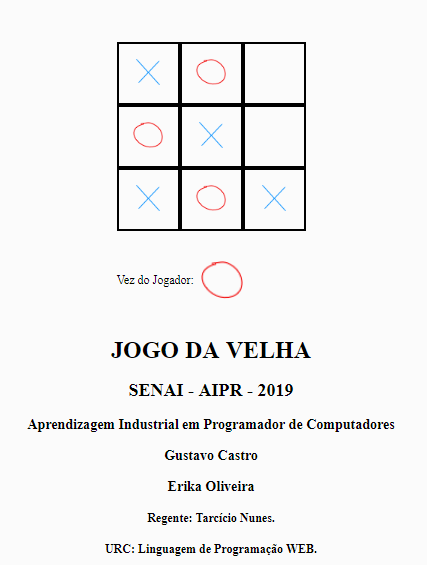 Vez do Jogador:
JOGO DA VELHA
SENAI - AIPR - 2019
Aprendizagem Industrial em Programador de Computadores
Gustavo Castro
Erika Oliveira
Regente: Tarcício Nunes.
URC: Linguagem de Programação WEB.